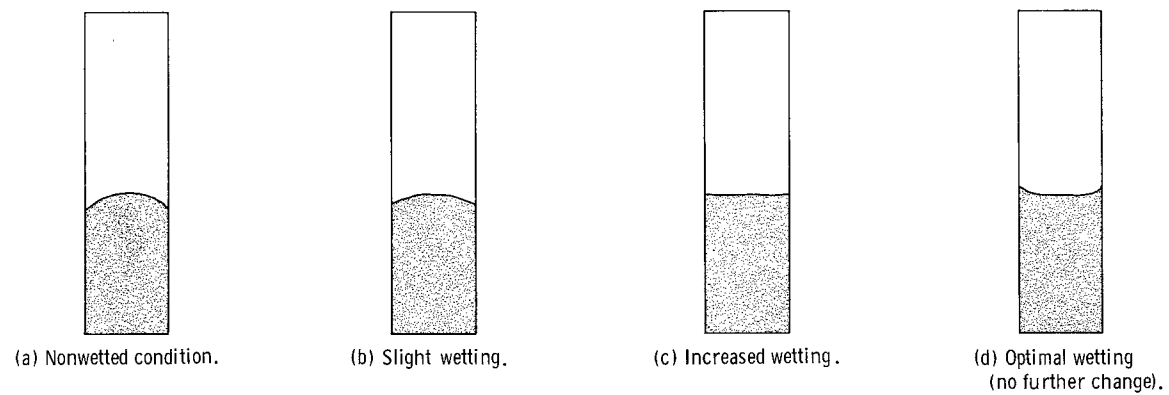 (a) Nonwetted condition.
(b) Slight wetting.
(c) Increased wetting.
(d) Optimal wetting
(no further change).